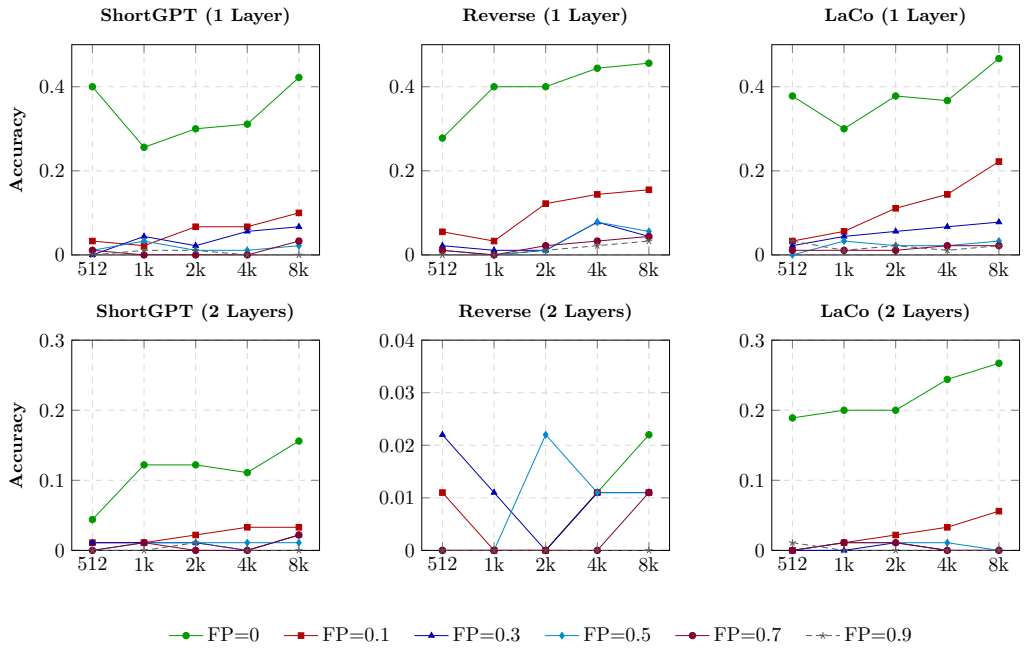 ShortGPT (1 Layer) Reverse (1 Layer) LaCo (1 Layer)
Accuracy
0.4 0.4 0.4
0.2 0.2 0.2
0 0 0
512 1k 2k 4k 8k 512 1k 2k 4k 8k 512 1k 2k 4k 8k
ShortGPT (2 Layers) Reverse (2 Layers) LaCo (2 Layers)
Accuracy
0.3 0.04 0.3
0.03
0.2 0.02 0.2
0.1 0.01 0.1
0 0 0
512 1k 2k 4k 8k 512 1k 2k 4k 8k 512 1k 2k 4k 8k
FP=0 FP=0.1 FP=0.3 FP=0.5 FP=0.7 FP=0.9